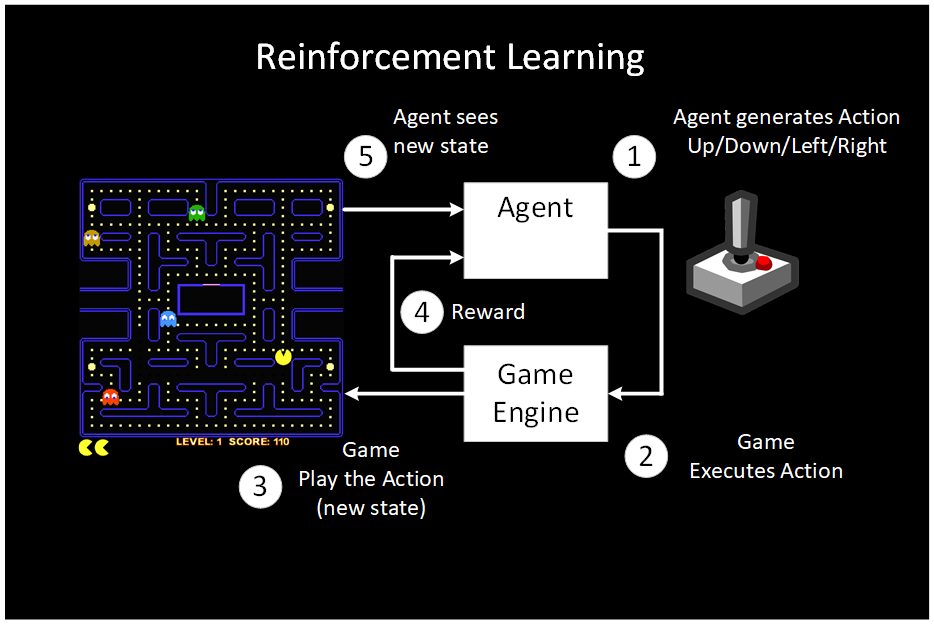 Reinforcement Learning
5
Agent sees
new state
1
Agent generates Action
Up/Down/Left/Right
Agent
4
Reward
Game
Engine
LEVEL: 1 SCORE: 110
3
Game
Play the Action
(new state)
2
Game
Executes Action